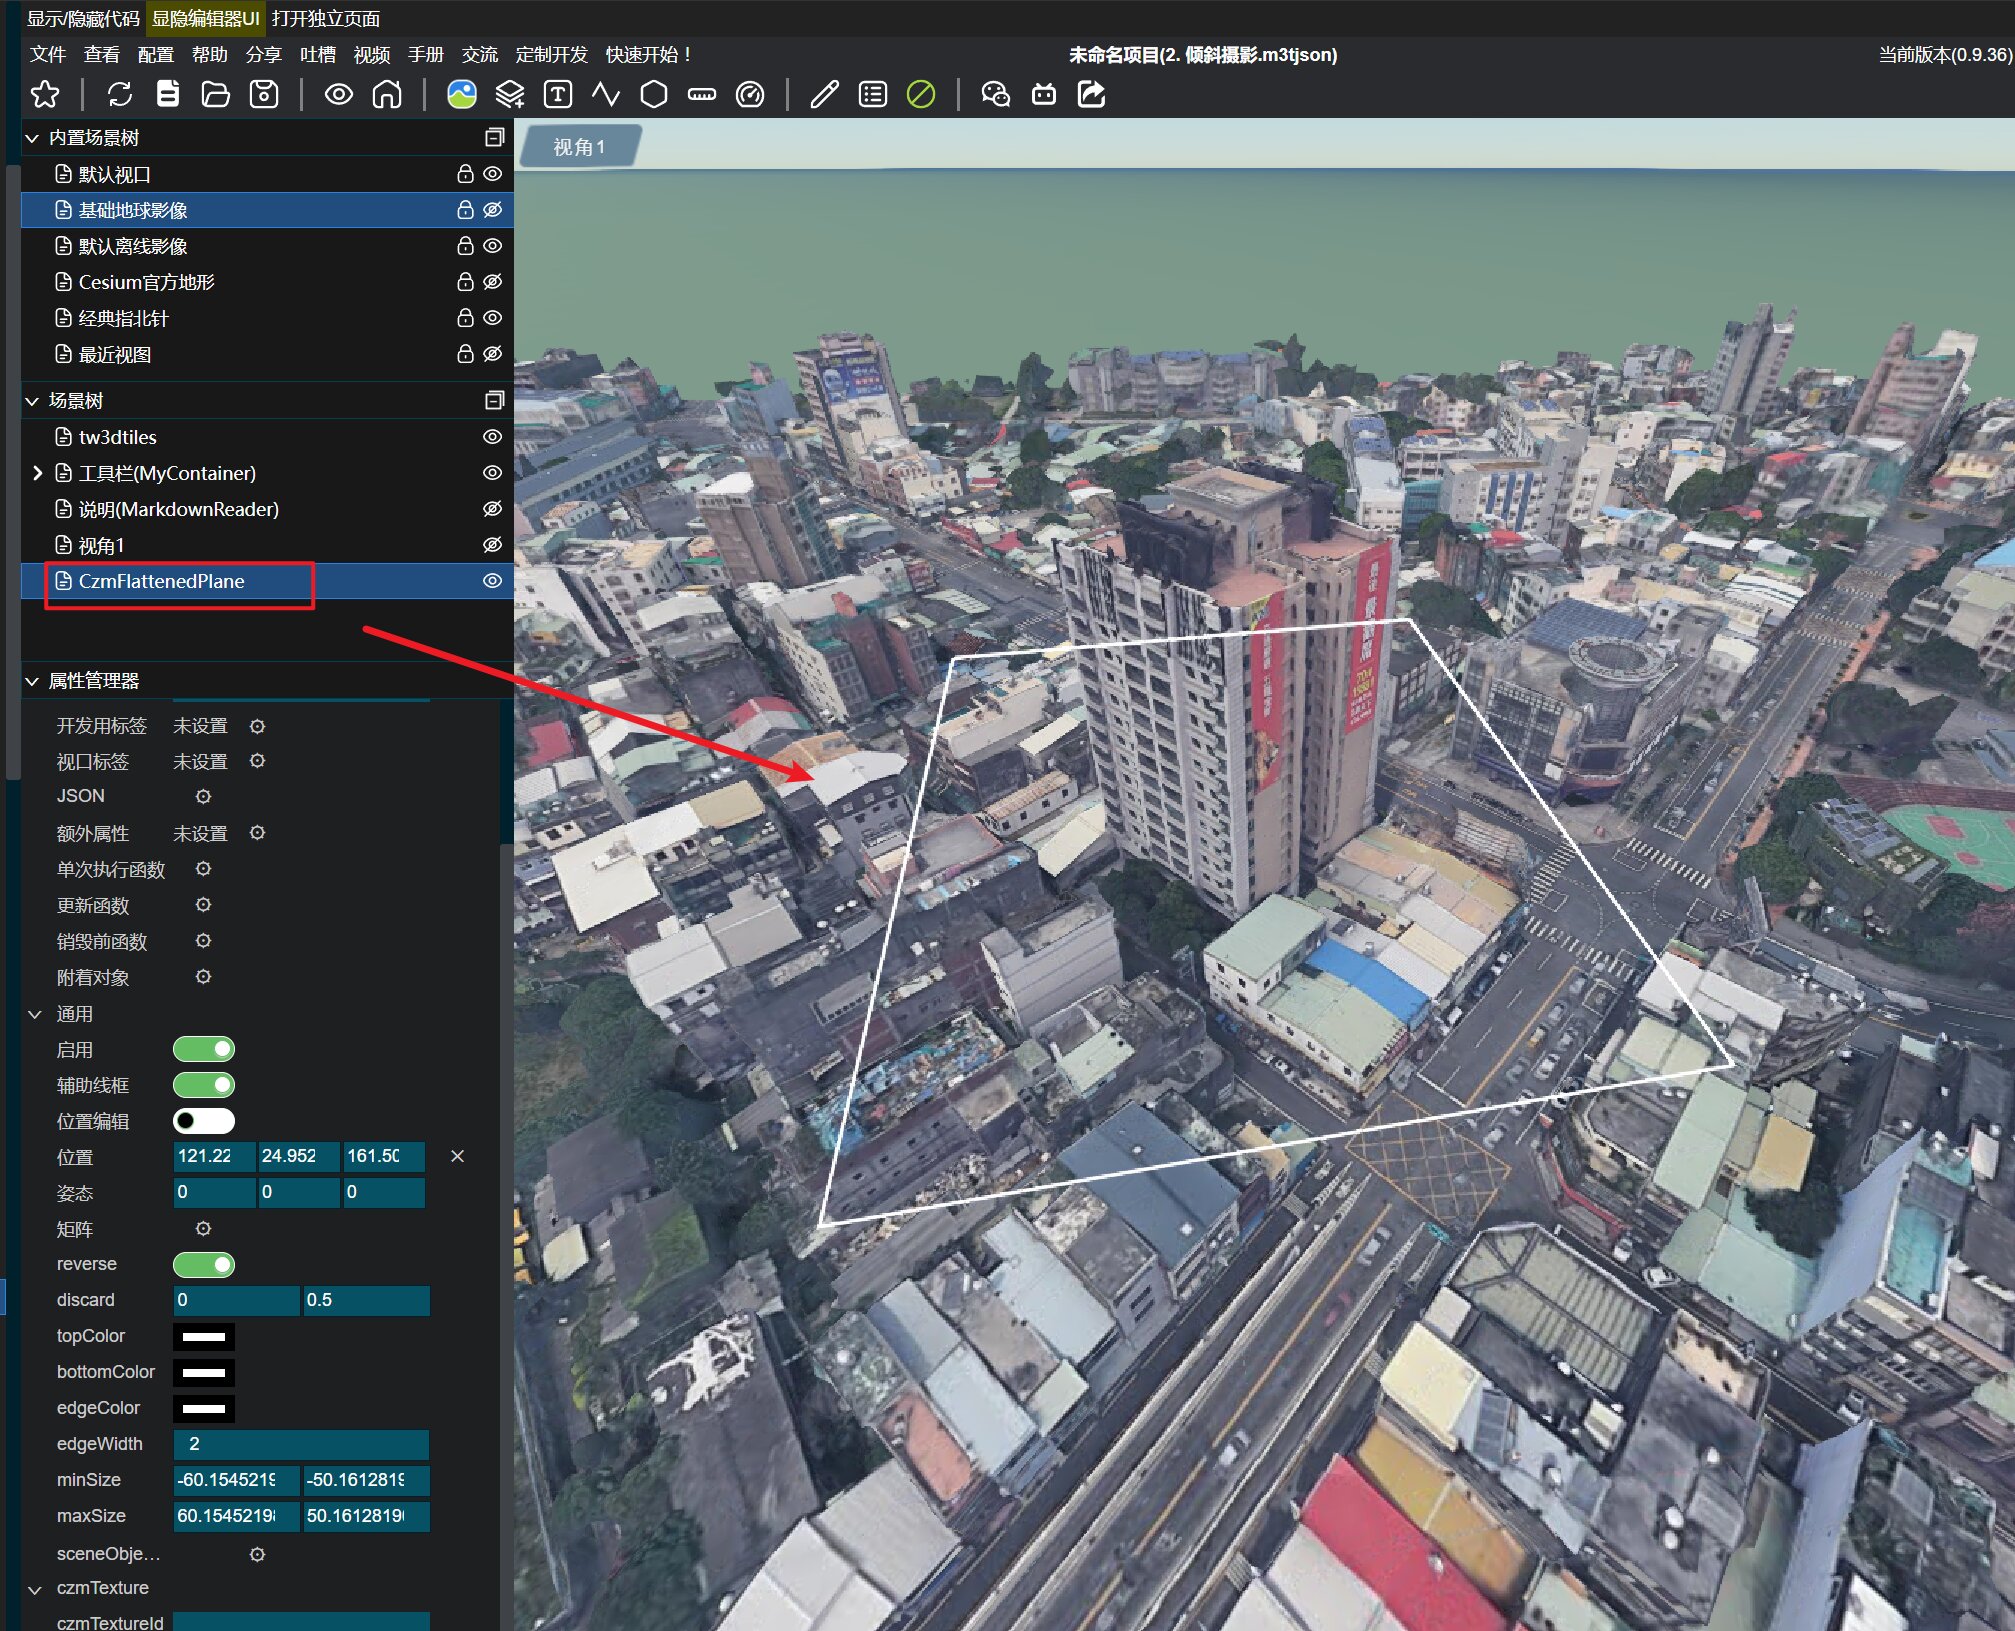 显示/隐藏代码 显隐编辑器UI 打开独立页面
文件 查看 配置 帮助 分享 吐槽 视频 手册 交流 定制开发 快速开始！ 未命名项目(2. 倾斜摄影.m3tjson) 当前版本(0.9.36)
内置场景树
视角1
默认视口
基础地球影像
默认离线影像
Cesium官方地形
经典指北针
最近视图
场景树
tw3dtiles
工具栏(MyContainer)
说明(MarkdownReader)
视角1
CzmFlattenedPlane
属性管理器
开发用标签 未设置
视口标签 未设置
JSON
额外属性 未设置
单次执行函数
更新函数
销毁前函数
附着对象
通用
启用
辅助线框
位置编辑
位置 121.22 24.952 161.50
姿态 0 0 0
矩阵
reverse
discard 0 0.5
topColor
bottomColor
edgeColor
edgeWidth 2
minSize -60.1545219 -50.1612819
maxSize 60.1545219 50.1612819
sceneObje...
czmTexture
czmTextureId